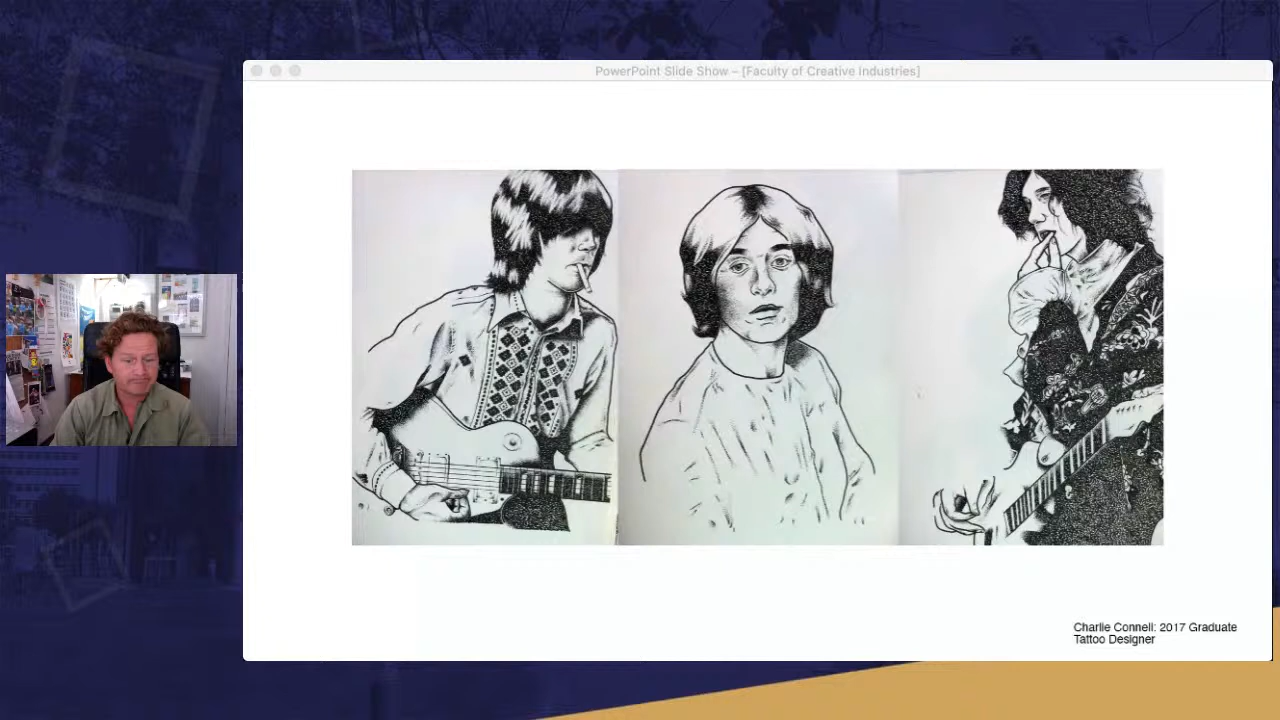 PowerPoint Slide Show – [Faculty of Creative Industries]
Charlie Connell: 2017 Graduate
Tattoo Designer